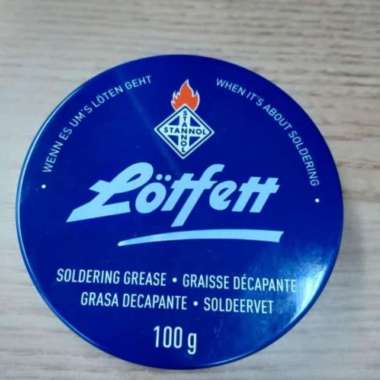 WENN ES UM'S LÖTEN GEHT
WHEN IT'S ABOUT SOLDERING
STANNOL
STANNOL
Lötfett
SOLDERING GREASE • GRAISSE DÉCAPANTE
GRASA DECAPANTE • SOLDEERVET
100 g